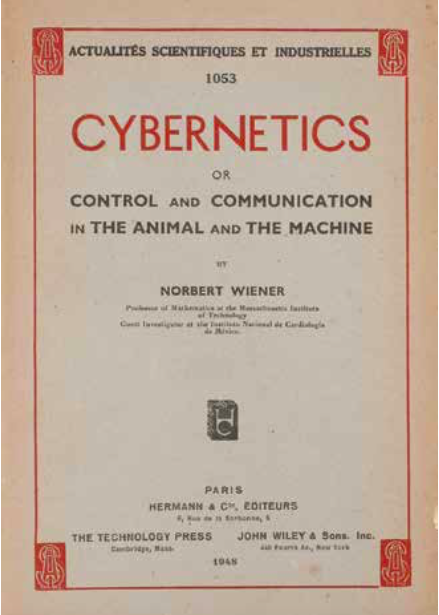 ACTUALITÉS SCIENTIFIQUES ET INDUSTRIELLES
1053
CYBERNETICS
OR
CONTROL AND COMMUNICATION
IN THE ANIMAL AND THE MACHINE
BY
NORBERT WIENER
Professor of Mathematics at the Massachusetts Institute
of Technology
Guest Investigator at the Instituto Nacional de Cardiologia
de Mexico.
PARIS
HERMANN & Cie, ÉDITEURS
6, Rue de la Sorbonne, 6
THE TECHNOLOGY PRESS
Cambridge, Mass.
JOHN WILEY & Sons. Inc.
440 Fourth Av., New York
1948